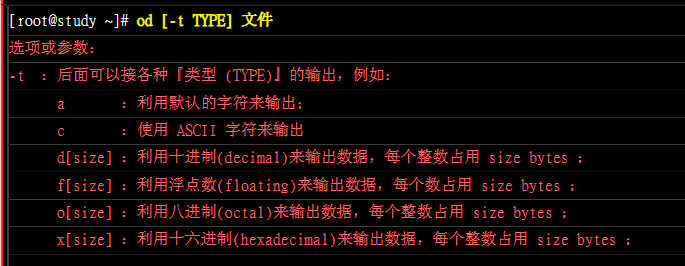 [root@study ~]# od [-t TYPE] 文件
选项或参数：
-t ：后面可以接各种『类型 (TYPE)』的输出，例如：
a ：利用默认的字符来输出；
c ：使用 ASCII 字符来输出
d[size] ：利用十进制(decimal)来输出数据，每个整数占用 size bytes ；
f[size] ：利用浮点数(floating)来输出数据，每个数占用 size bytes ；
o[size] ：利用八进制(octal)来输出数据，每个整数占用 size bytes ；
x[size] ：利用十六进制(hexadecimal)来输出数据，每个整数占用 size bytes ；